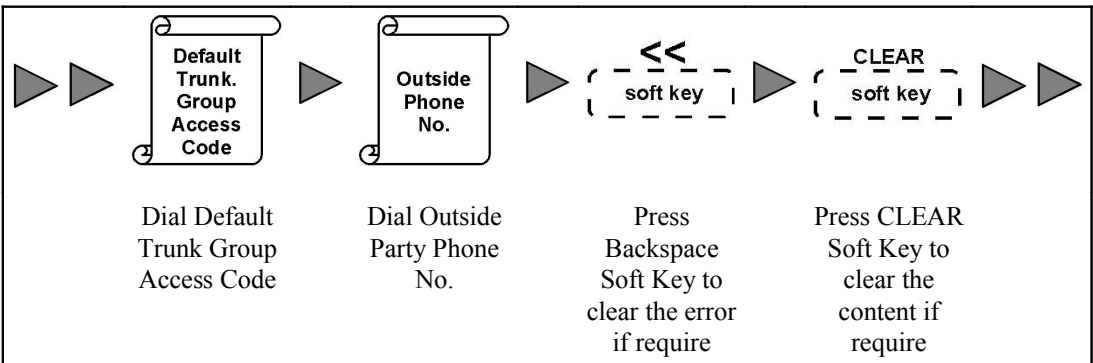 Default
Trunk.
Group
Access
Code
Outside
Phone
No.
<<
soft key
CLEAR
soft key
Dial Default
Trunk Group
Access Code
Dial Outside
Party Phone
No.
Press
Backspace
Soft Key to
clear the error
if require
Press CLEAR
Soft Key to
clear the
content if
require